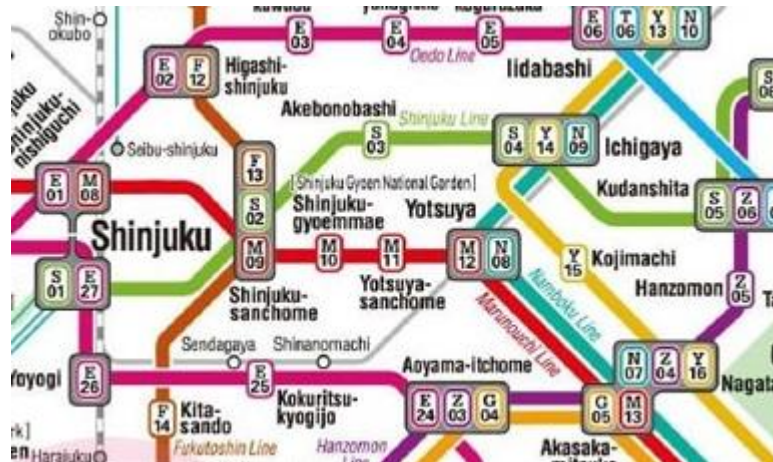 Shin-
okubo
E
03
E
04
E
05
E
06
T
06
Y
13
N
10
Oedo Line
E
02
F
12
Higashi-
shinjuku
Iidabashi
Akebonobashi
Shinjuku Line
S
03
S
04
Y
14
N
09
Ichigaya
nishiguchi
Seibu-shinjuku
F
13
S
02
M
09
[Shinjuku Gyoen National Garden]
Shinjuku-
gyoemmae
Yotsuya
Kudanshita
S
05
Z
06
E
01
M
08
Shinjuku
M
10
M
11
M
12
N
08
Y
15
Kojimachi
S
01
E
27
Shinjuku-
sanchome
Yotsuya-
sanchome
Namboku Line
Marunouchi Line
Hanzomon
Z
05
Sendagaya
Shinanomachi
N
07
Z
04
Y
16
Nagata
Yoyogi
E
26
E
25
Kokuritsu-
kyogijo
Aoyama-itchome
E
24
Z
03
G
04
G
05
M
13
F
14
Kita-
sando
Fukutoshin Line
Hanzomon
Line
Akasaka-
Harajuku